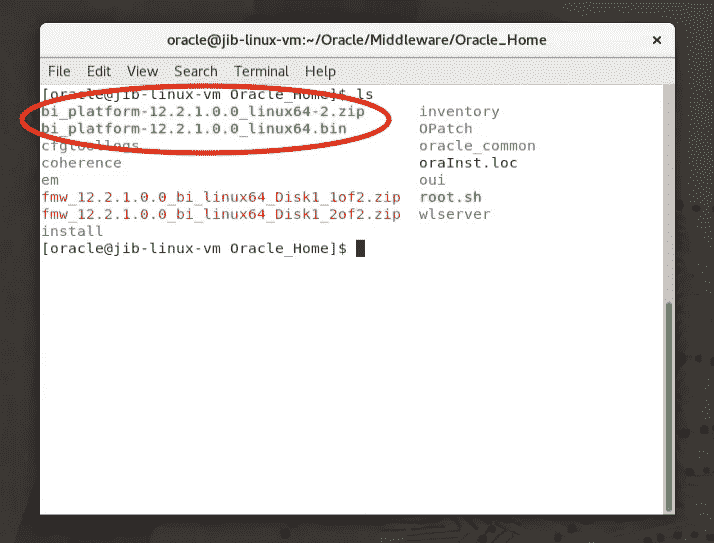 oracle@jib-linux-vm:~/Oracle/Middleware/Oracle_Home ×
File Edit View Search Terminal Help
[oracle@jib-linux-vm Oracle_Home]$ ls
bi_platform-12.2.1.0.0_linux64-2.zip inventory
bi_platform-12.2.1.0.0_linux64.bin OPatch
cfgtoollogs oracle_common
coherence oraInst.loc
em oui
fmw_12.2.1.0.0_bi_linux64_Disk1_1of2.zip root.sh
fmw_12.2.1.0.0_bi_linux64_Disk1_2of2.zip wlserver
install
[oracle@jib-linux-vm Oracle_Home]$